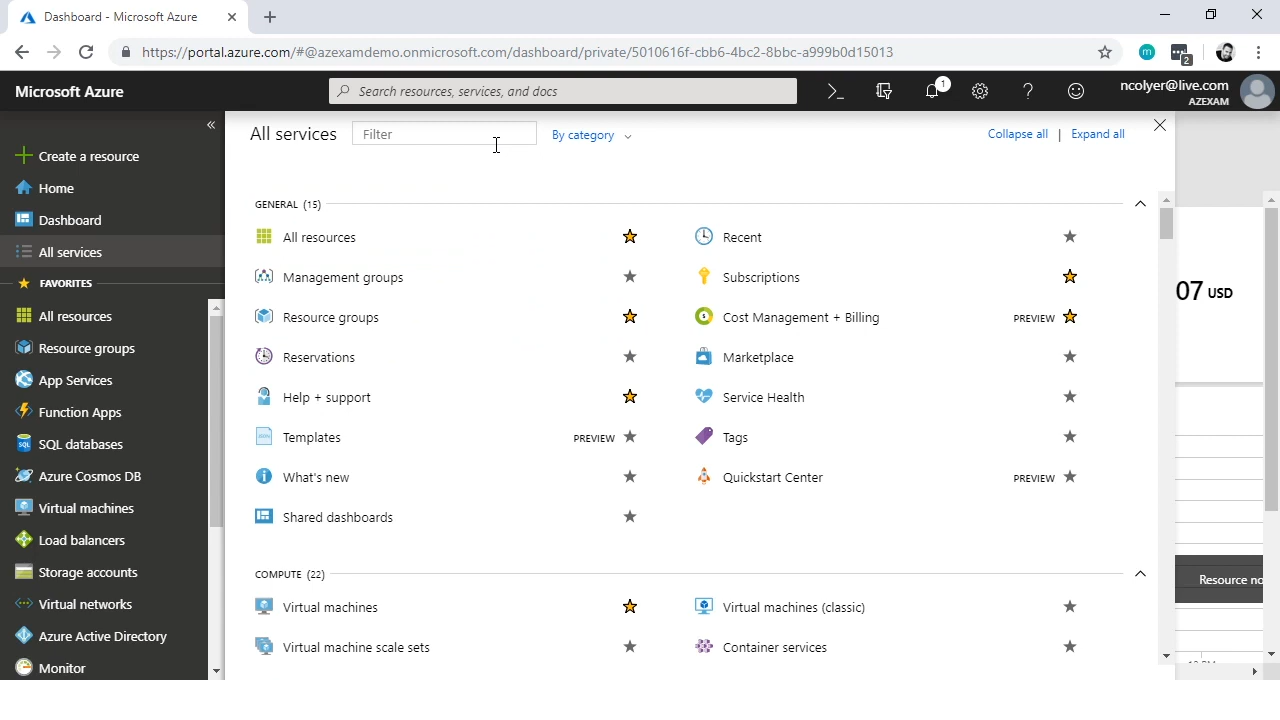 Dashboard - Microsoft Azure
https://portal.azure.com/#@azexamdemo.onmicrosoft.com/dashboard/private/5010616f-cbb6-4bc2-8bbc-a999b0d15013
m
2
Microsoft Azure
Search resources, services, and docs
1
ncolyer@live.com
AZEXAM
Create a resource
Home
Dashboard
All services
FAVORITES
All resources
Resource groups
App Services
Function Apps
SQL databases
Azure Cosmos DB
Virtual machines
Load balancers
Storage accounts
Virtual networks
Azure Active Directory
Monitor
All services
Filter
By category
Collapse all | Expand all
GENERAL (15)
All resources
Recent
Management groups
Subscriptions
Resource groups
Cost Management + Billing PREVIEW
Reservations
Marketplace
Help + support
Service Health
Templates PREVIEW
Tags
What's new
Quickstart Center PREVIEW
Shared dashboards
COMPUTE (22)
Virtual machines
Virtual machines (classic)
Virtual machine scale sets
Container services
07 USD
Resource no